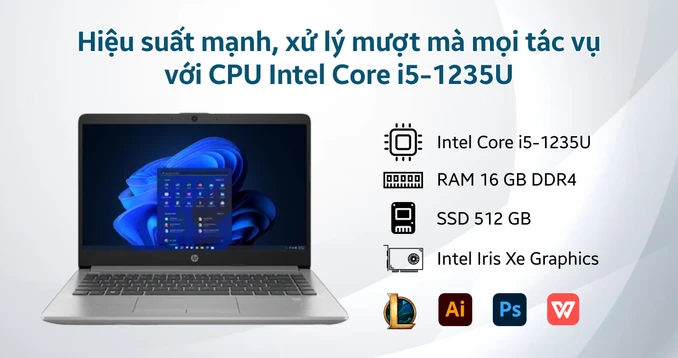 Hiệu suất mạnh, xử lý mượt mà mọi tác vụ
với CPU Intel Core i5-1235U
Intel Core i5-1235U
RAM 16 GB DDR4
SSD 512 GB
Intel Iris Xe Graphics
hp
L Ai Ps W